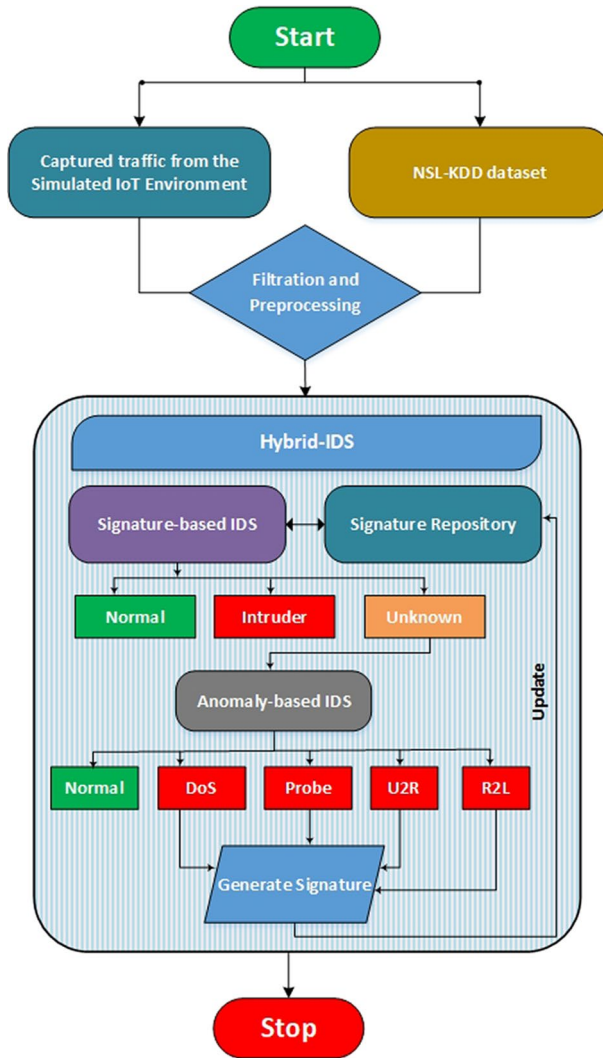 Start
Captured traffic from the
Simulated IoT Environment
NSL-KDD dataset
Filtration and
Preprocessing
Hybrid-IDS
Signature-based IDS
Signature Repository
Normal
Intruder
Unknown
Anomaly-based IDS
Update
Normal
DoS
Probe
U2R
R2L
Generate Signature
Stop